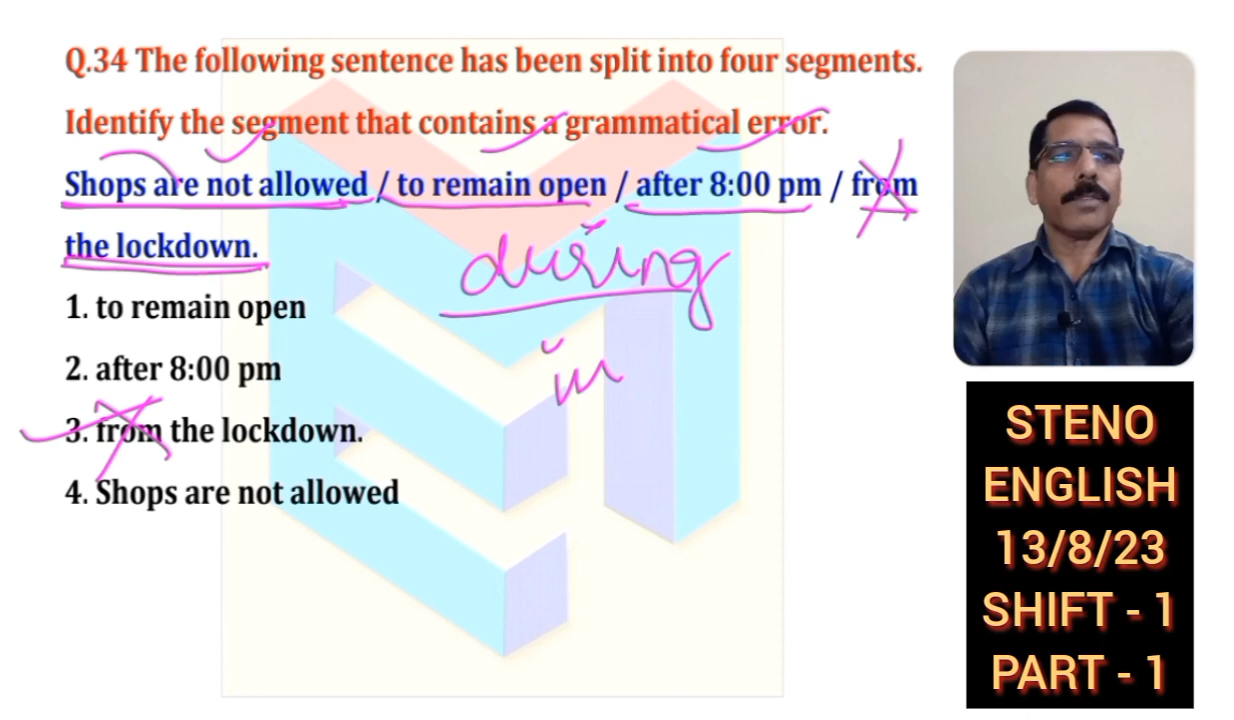 Q.34 The following sentence has been split into four segments.
Identify the segment that contains a grammatical error.
Shops are not allowed / to remain open / after 8:00 pm / from
the lockdown.
during
1. to remain open
2. after 8:00 pm
in
3. from the lockdown.
4. Shops are not allowed
STENO
ENGLISH
13/8/23
SHIFT - 1
PART - 1